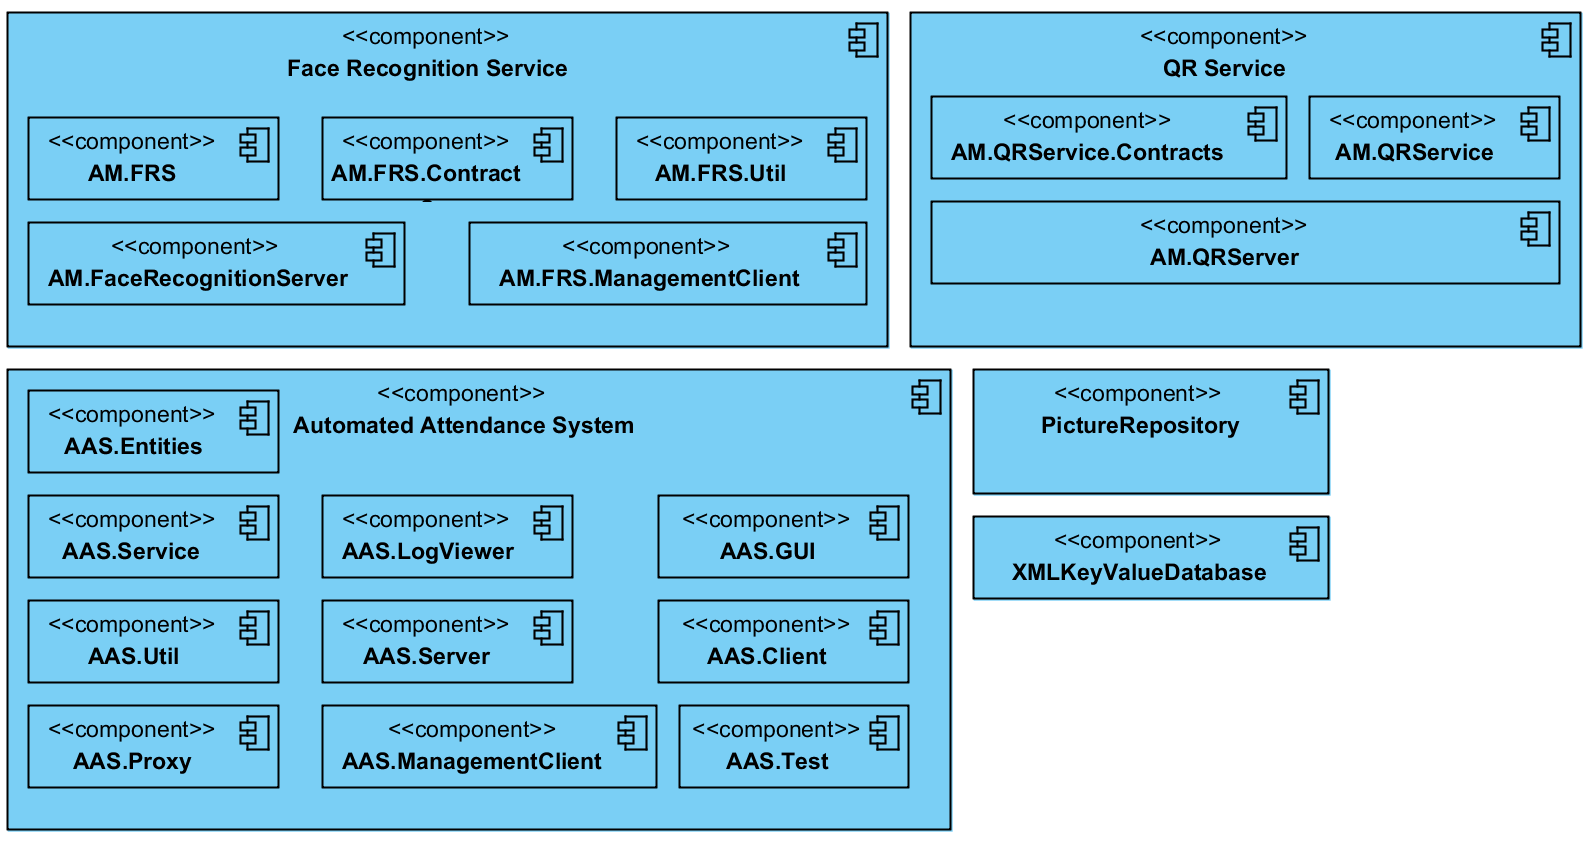 <<component>>
Face Recognition Service
<<component>>
AM.FRS
<<component>>
AM.FRS.Contract
<<component>>
AM.FRS.Util
<<component>>
AM.FaceRecognitionServer
<<component>>
AM.FRS.ManagementClient
<<component>>
QR Service
<<component>>
AM.QRService.Contracts
<<component>>
AM.QRService
<<component>>
AM.QRServer
<<component>>
Automated Attendance System
<<component>>
AAS.Entities
<<component>>
AAS.Service
<<component>>
AAS.LogViewer
<<component>>
AAS.GUI
<<component>>
AAS.Util
<<component>>
AAS.Server
<<component>>
AAS.Client
<<component>>
AAS.Proxy
<<component>>
AAS.ManagementClient
<<component>>
AAS.Test
<<component>>
PictureRepository
<<component>>
XMLKeyValueDatabase